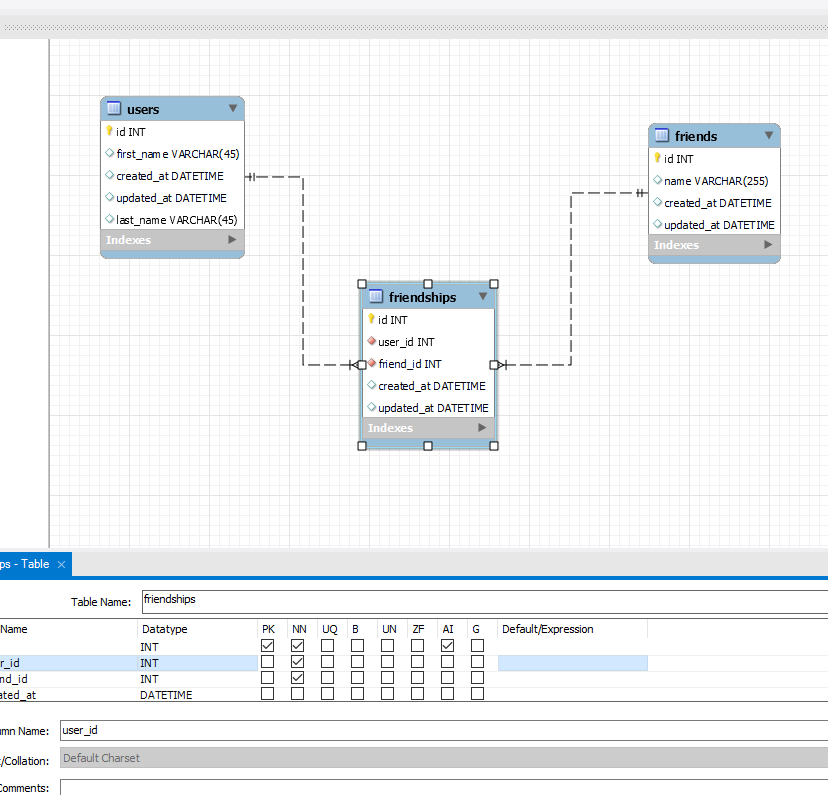 users
id INT
first_name VARCHAR(45)
created_at DATETIME
updated_at DATETIME
last_name VARCHAR(45)
Indexes
friends
id INT
name VARCHAR(255)
created_at DATETIME
updated_at DATETIME
Indexes
friendships
id INT
user_id INT
friend_id INT
created_at DATETIME
updated_at DATETIME
Indexes
ps - Table ×
Table Name: friendships
Name Datatype PK NN UQ B UN ZF AI G Default/Expression
INT
r_id INT
nd_id INT
ated_at DATETIME
umn Name: user_id
t/Collation: Default Charset
Comments: